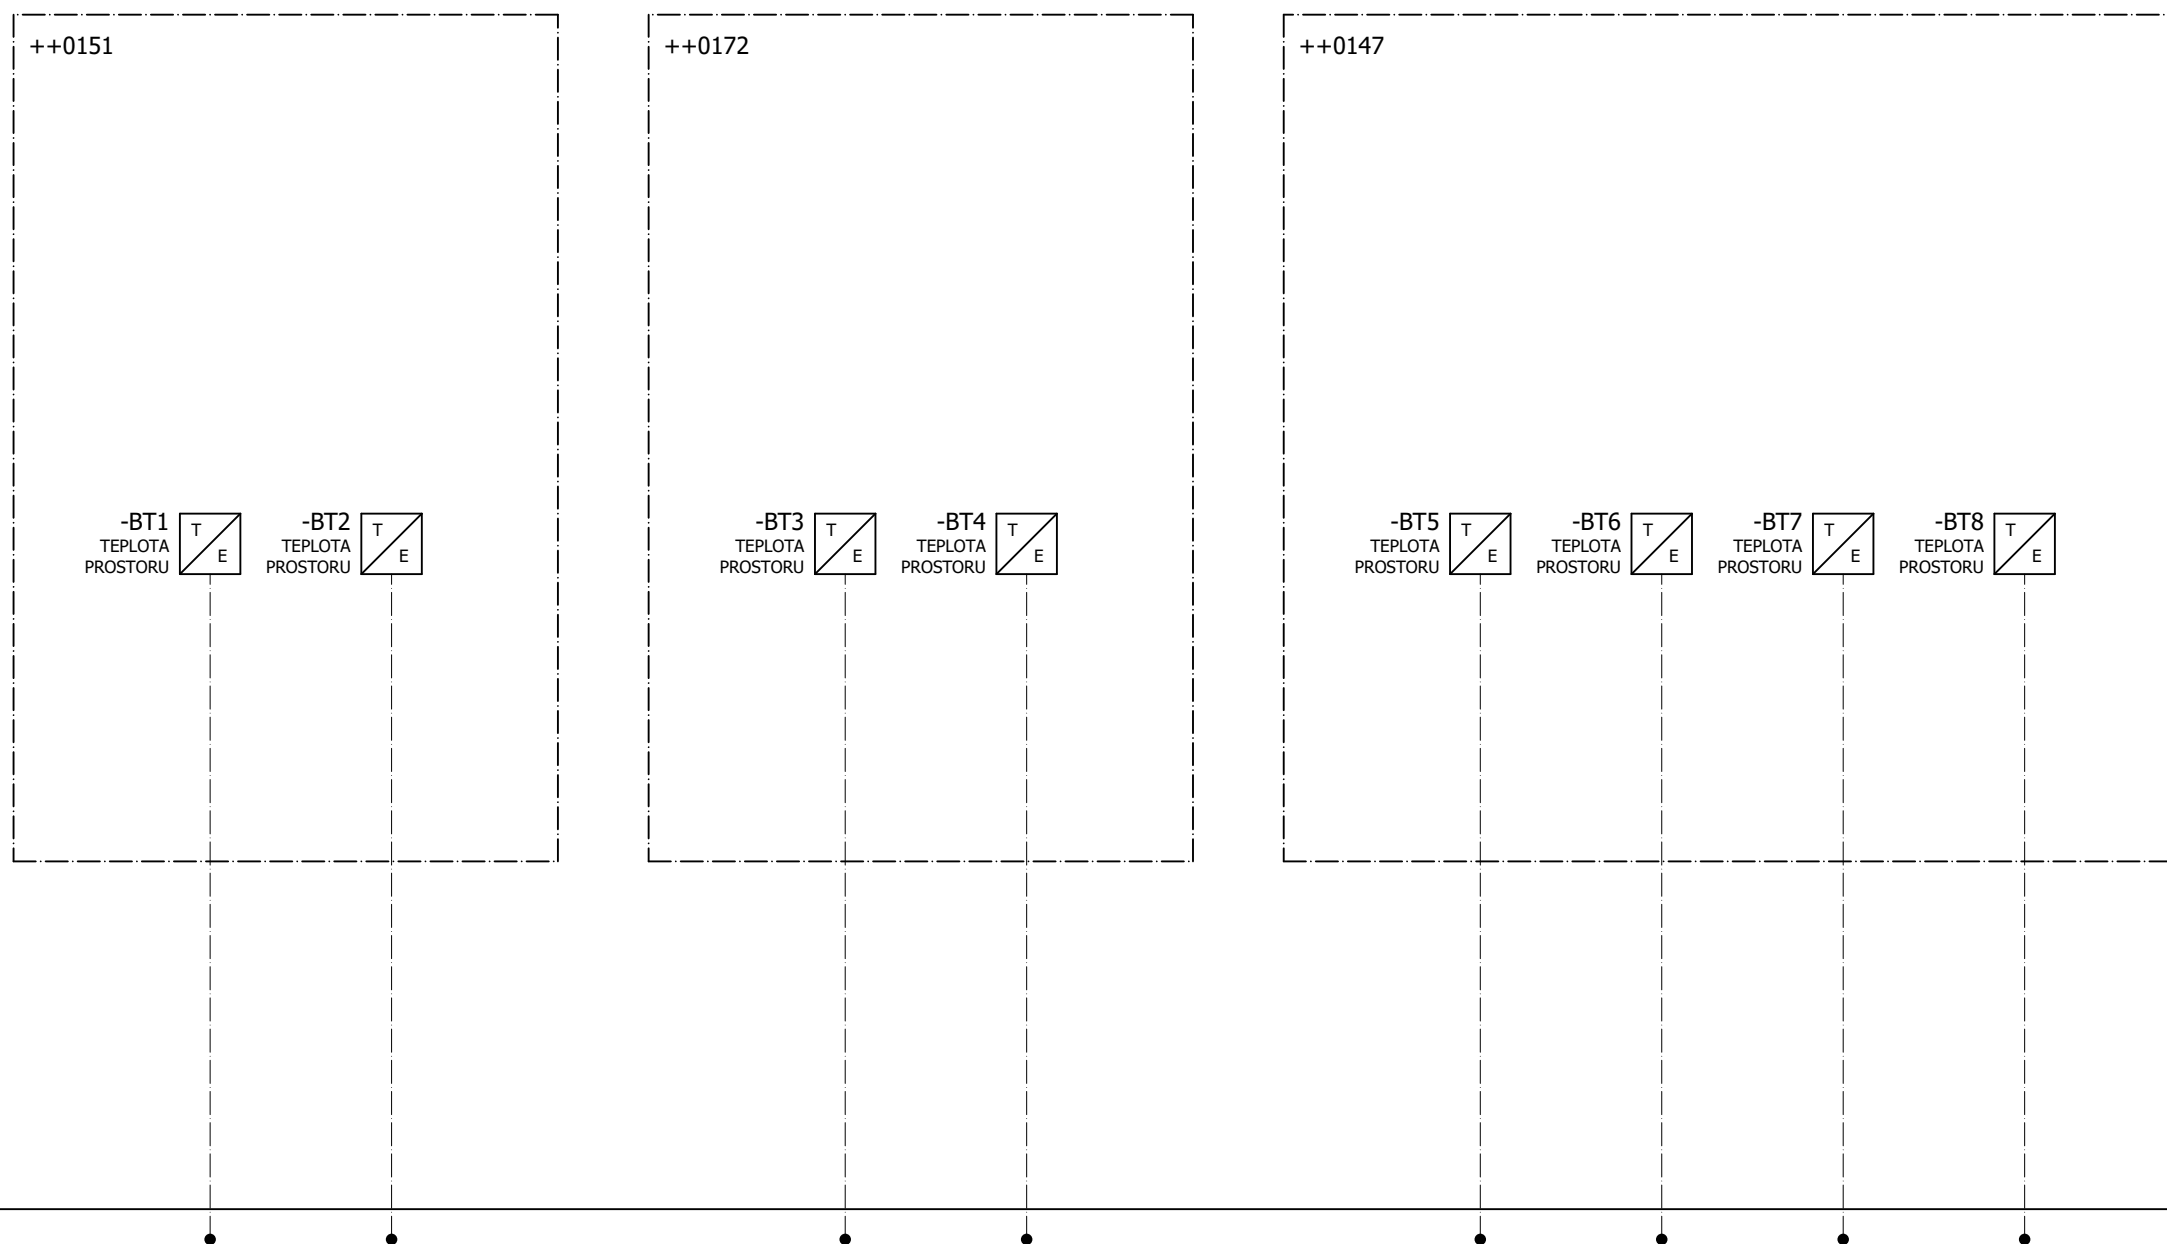 ++0151
-BT1
TEPLOTA
PROSTORU
T
E
-BT2
TEPLOTA
PROSTORU
T
E
++0172
-BT3
TEPLOTA
PROSTORU
T
E
-BT4
TEPLOTA
PROSTORU
T
E
++0147
-BT5
TEPLOTA
PROSTORU
T
E
-BT6
TEPLOTA
PROSTORU
T
E
-BT7
TEPLOTA
PROSTORU
T
E
-BT8
TEPLOTA
PROSTORU
T
E